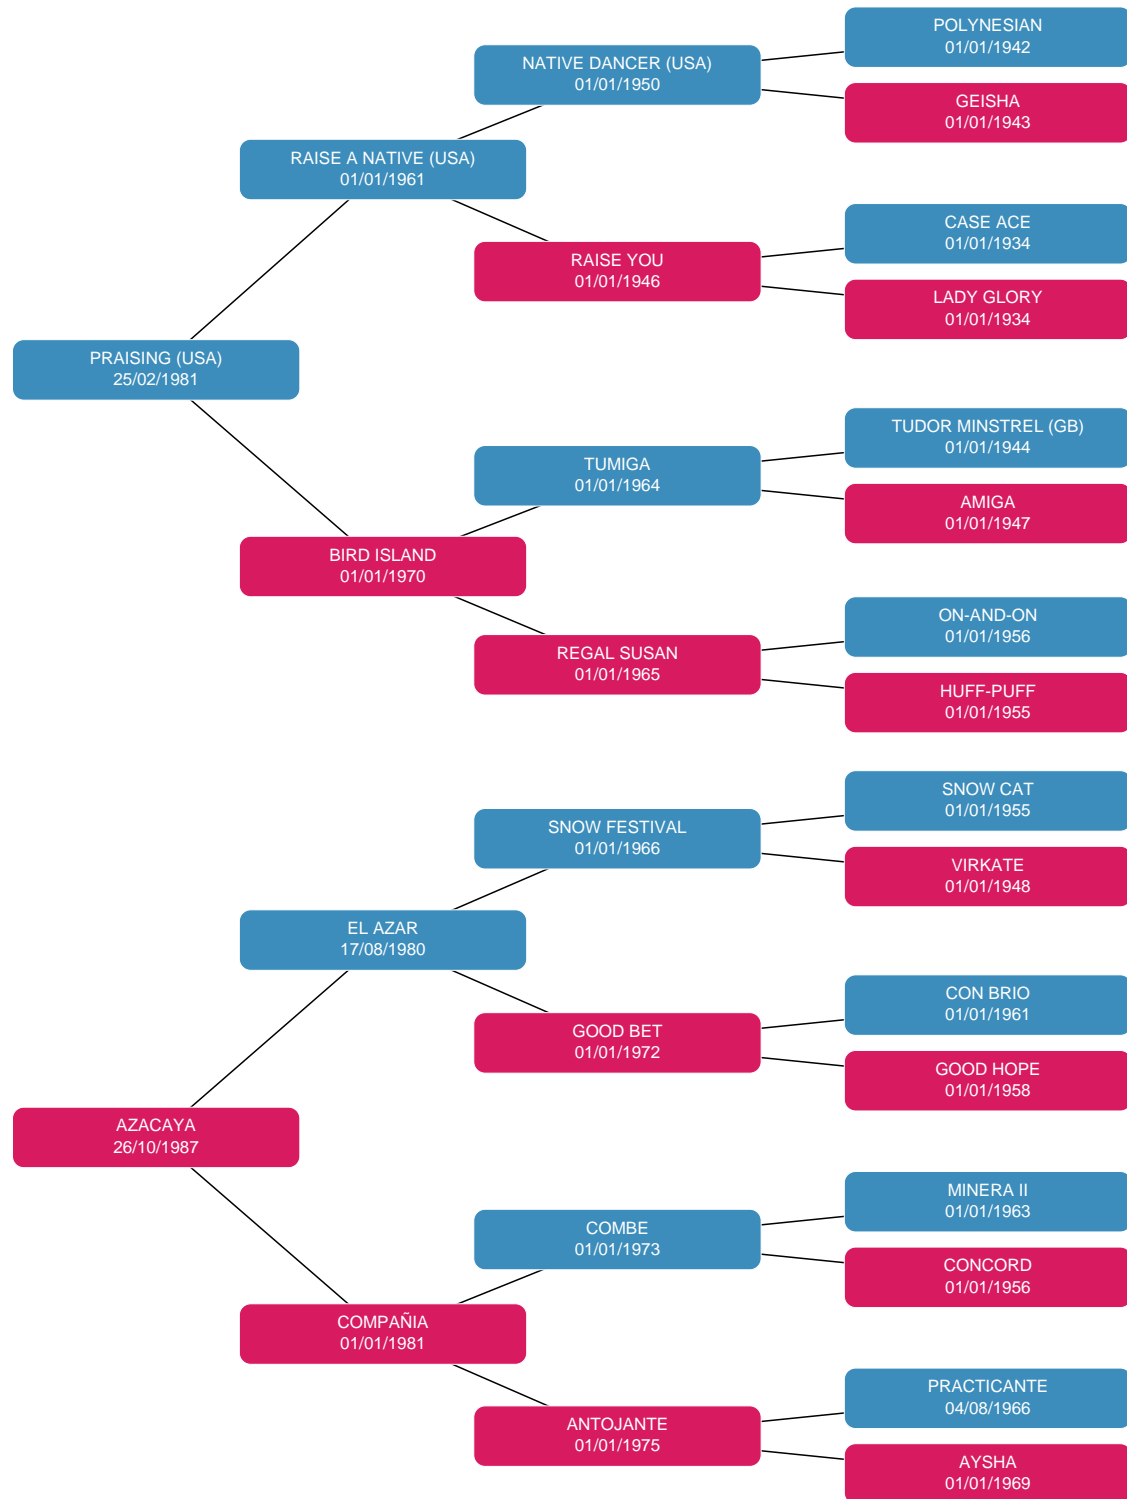 POLYNESIAN
01/01/1942
NATIVE DANCER (USA)
01/01/1950
GEISHA
01/01/1943
RAISE A NATIVE (USA)
01/01/1961
CASE ACE
01/01/1934
RAISE YOU
01/01/1946
LADY GLORY
01/01/1934
PRAISING (USA)
25/02/1981
TUDOR MINSTREL (GB)
01/01/1944
TUMIGA
01/01/1964
AMIGA
01/01/1947
BIRD ISLAND
01/01/1970
ON-AND-ON
01/01/1956
REGAL SUSAN
01/01/1965
HUFF-PUFF
01/01/1955
SNOW CAT
01/01/1955
SNOW FESTIVAL
01/01/1966
VIRKATE
01/01/1948
EL AZAR
17/08/1980
CON BRIO
01/01/1961
GOOD BET
01/01/1972
GOOD HOPE
01/01/1958
AZACAYA
26/10/1987
MINERA II
01/01/1963
COMBE
01/01/1973
CONCORD
01/01/1956
COMPAÑIA
01/01/1981
PRACTICANTE
04/08/1966
ANTOJANTE
01/01/1975
AYSHA
01/01/1969